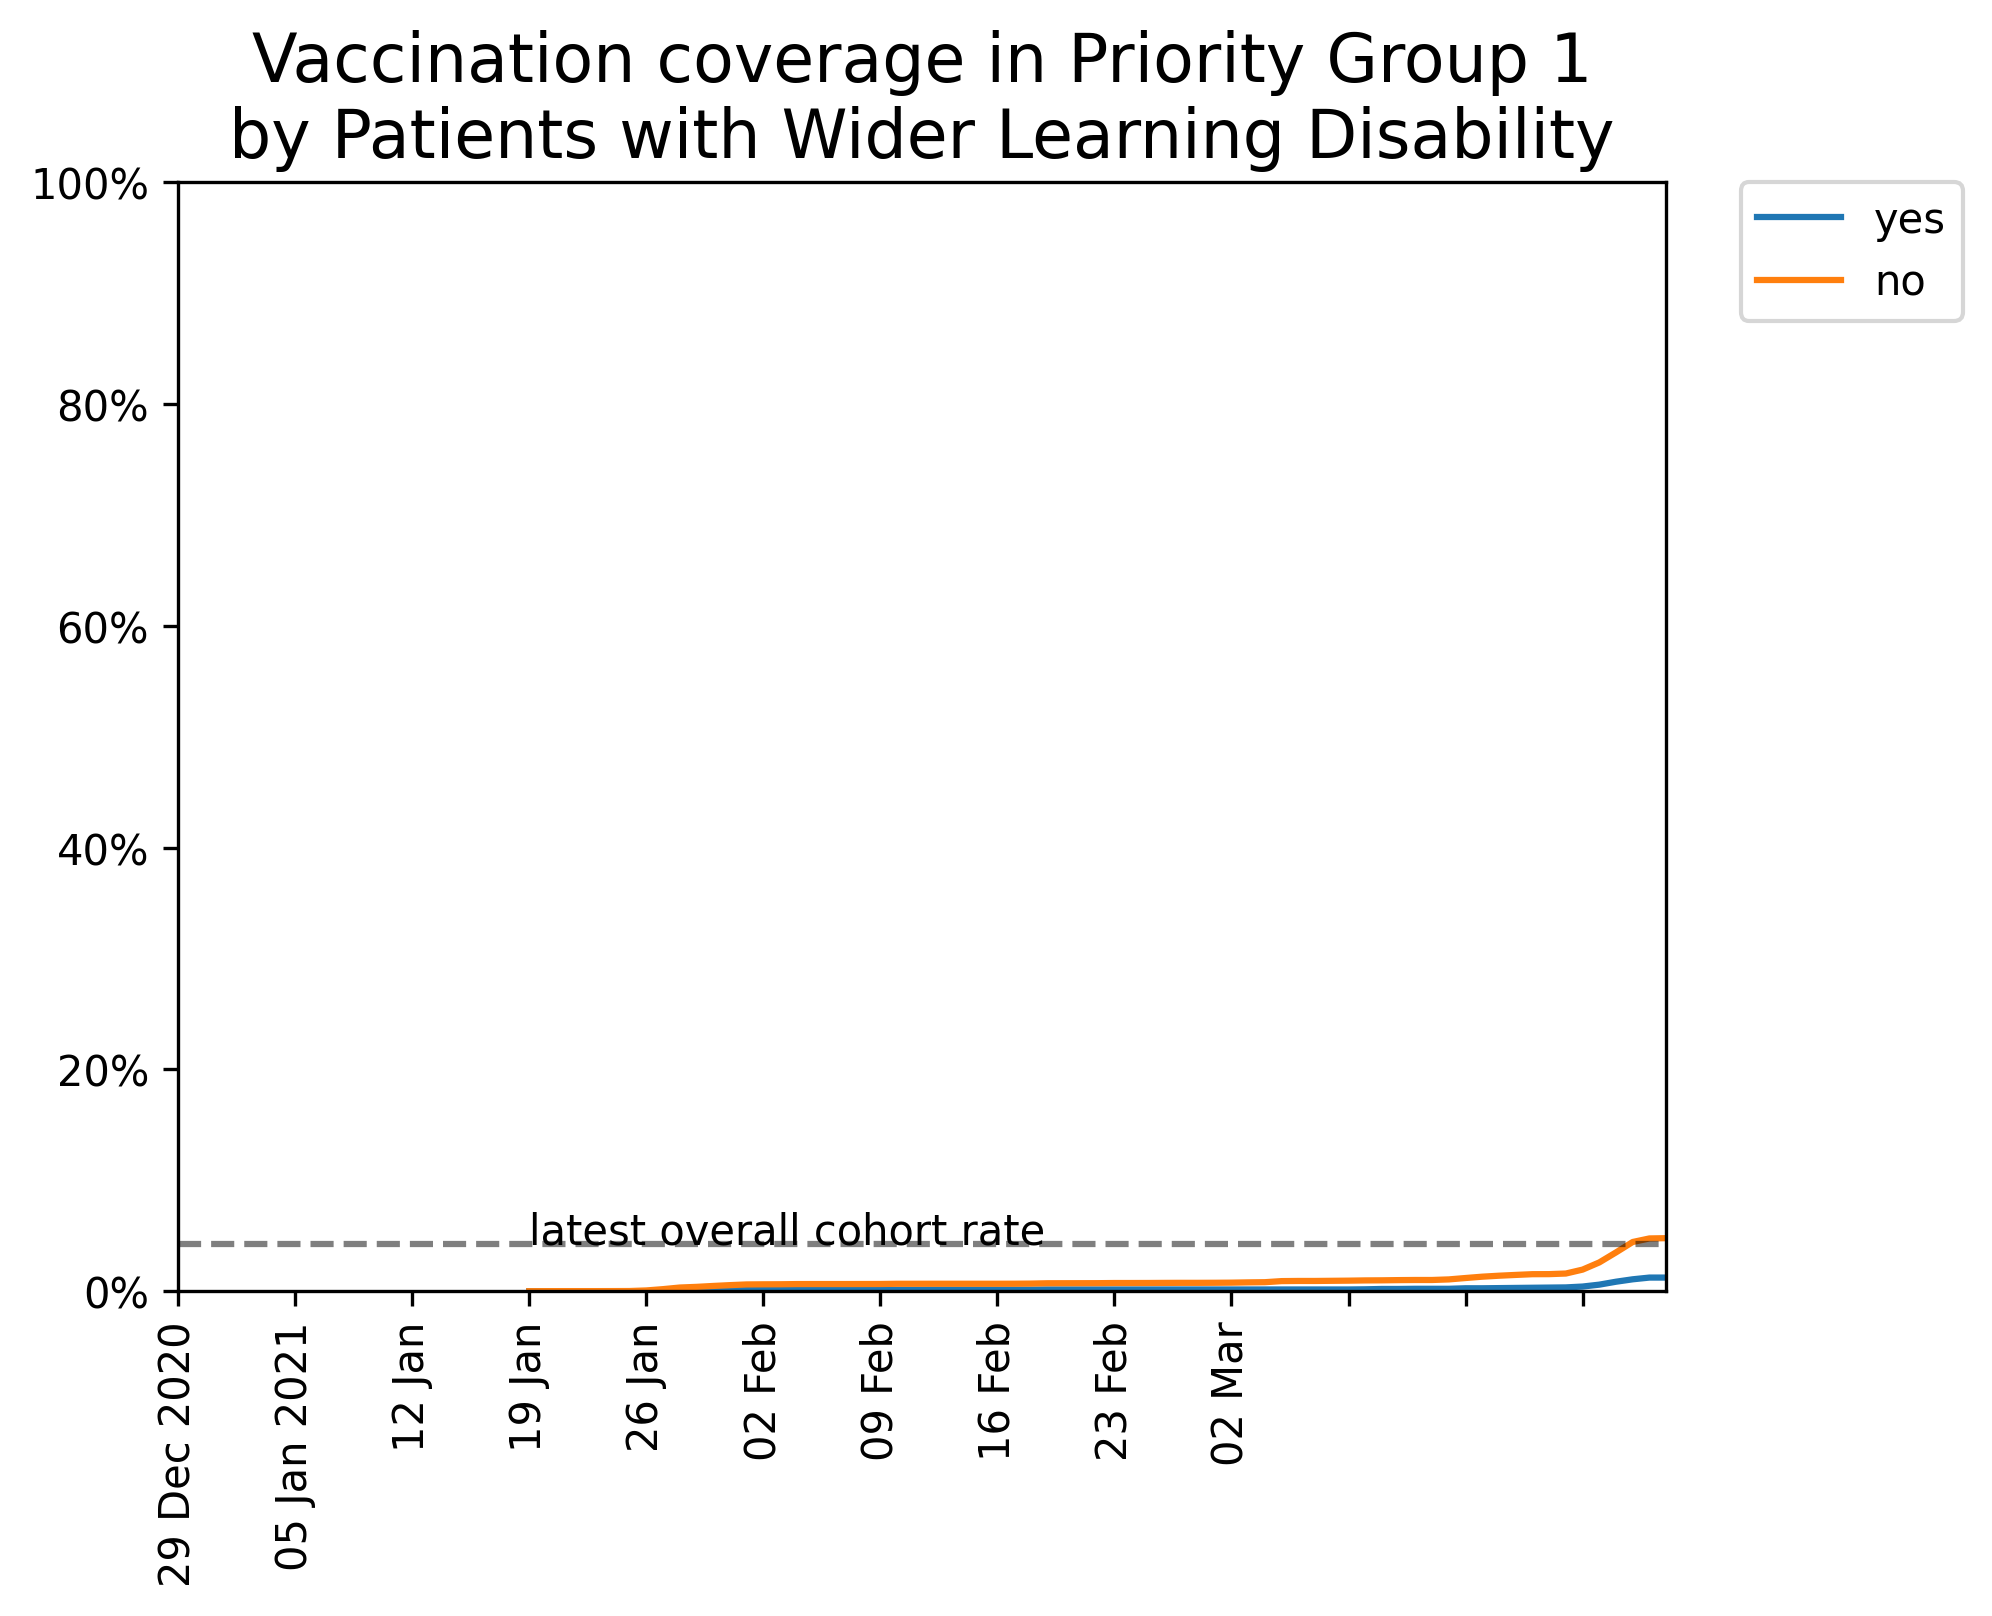 Vaccination coverage in Priority Group 1
by Patients with Wider Learning Disability
100%
80%
60%
40%
20%
0%
yes
no
latest overall cohort rate
29 Dec 2020
05 Jan 2021
12 Jan
19 Jan
26 Jan
02 Feb
09 Feb
16 Feb
23 Feb
02 Mar